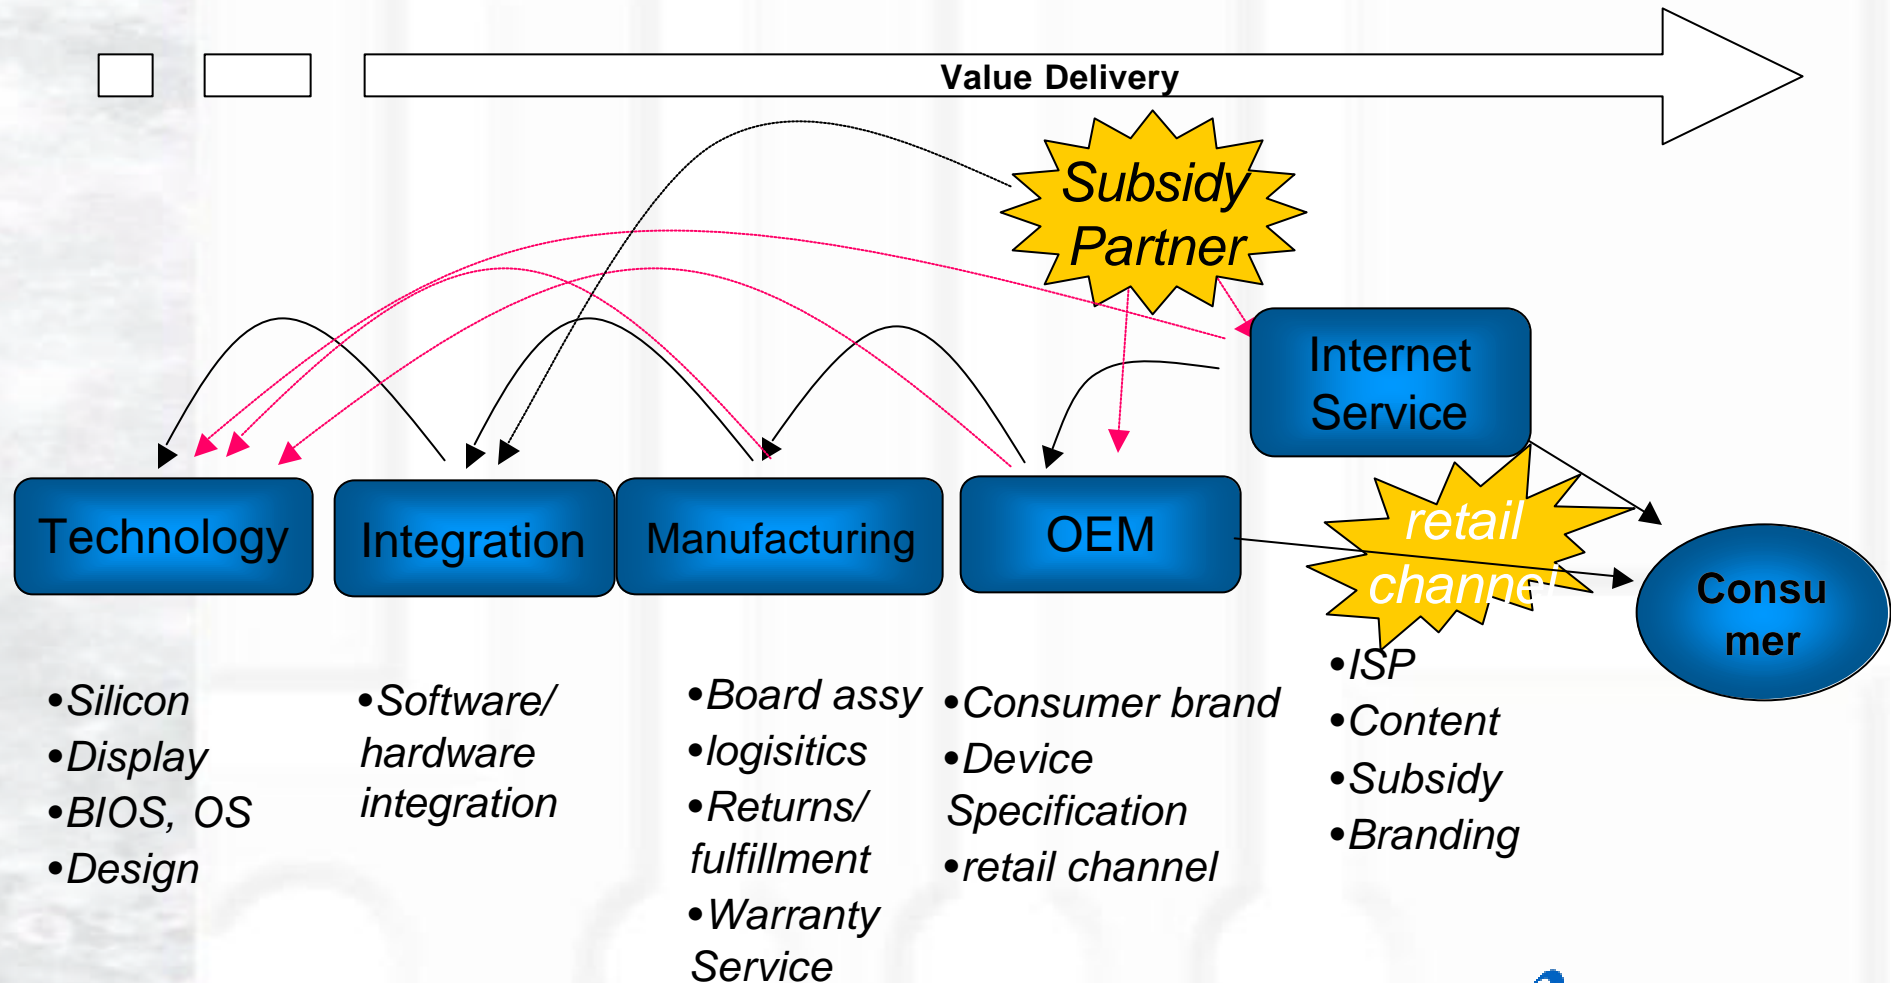 Value Delivery
Subsidy
Partner
Internet
Service
Technology
Integration
Manufacturing
OEM
retail
channel
Consu
mer
•Silicon
•Display
•BIOS, OS
•Design
•Software/
hardware
integration
•Board assy
•logisitics
•Returns/
fulfillment
•Warranty
Service
•Consumer brand
•Device
Specification
•retail channel
•ISP
•Content
•Subsidy
•Branding